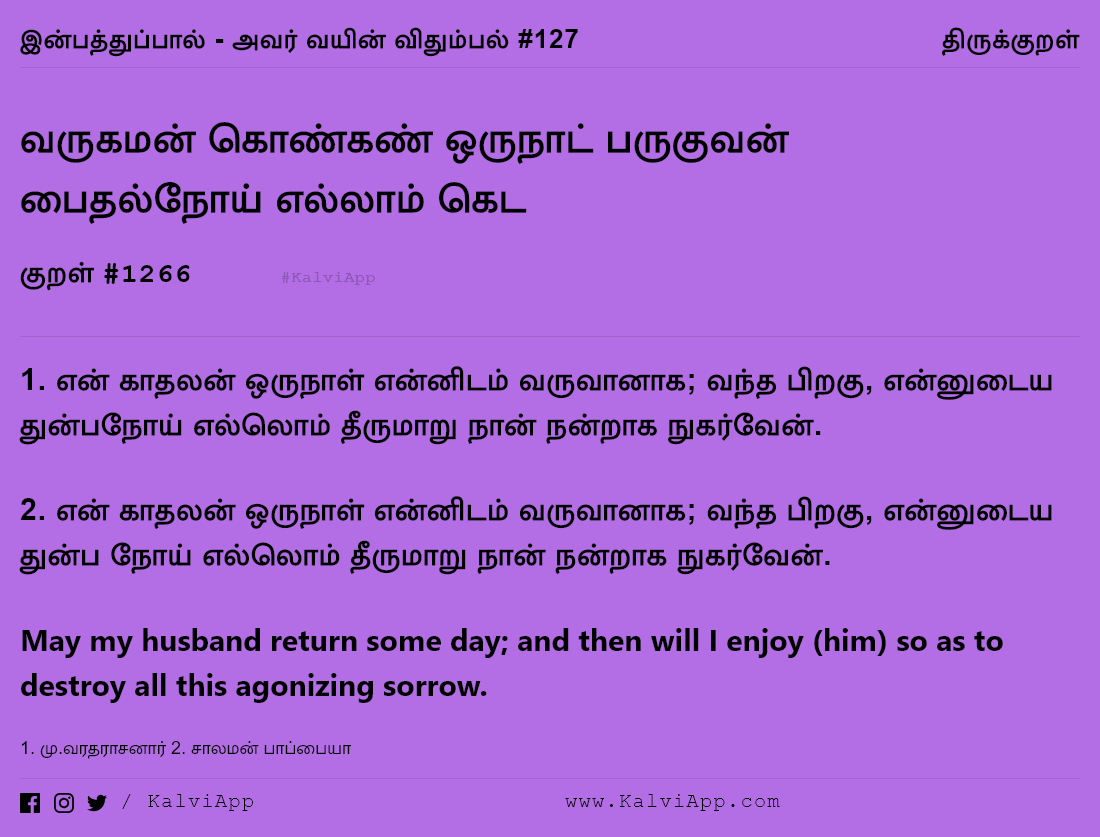 இன்பத்துப்பால் - அவர் வயின் விதும்பல் #127 திருக்குறள்
வருகமன் கொண்கண் ஒருநாட் பருகுவன்
பைதல்நோய் எல்லாம் கெட
குறள் #1266 #KalviApp
1. என் காதலன் ஒருநாள் என்னிடம் வருவானாக; வந்த பிறகு, என்னுடைய
துன்பநோய் எல்லொம் தீருமாறு நான் நன்றாக நுகர்வேன்.
2. என் காதலன் ஒருநாள் என்னிடம் வருவானாக; வந்த பிறகு, என்னுடைய
துன்ப நோய் எல்லொம் தீருமாறு நான் நன்றாக நுகர்வேன்.
May my husband return some day; and then will I enjoy (him) so as to
destroy all this agonizing sorrow.
1. மு.வரதராசனார் 2. சாலமன் பாப்பையா
/ KalviApp www.KalviApp.com